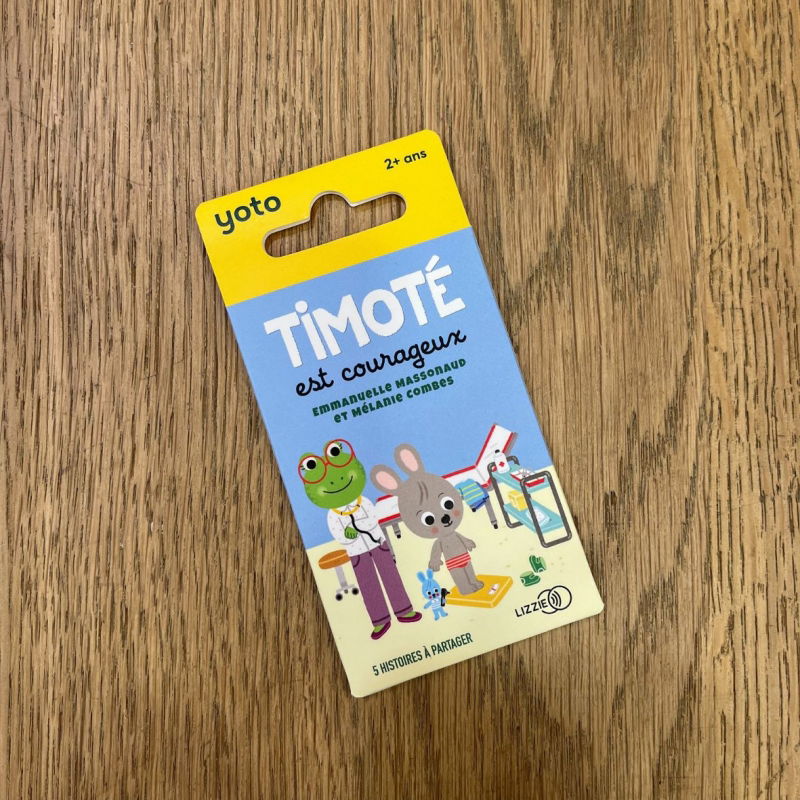 yoto
2+ ans
TiMOTÉ
est courageux
EMMANUELLE MASSONAUD
ET MÉLANIE COMBES
LIZZIE
5 HISTOIRES À PARTAGER